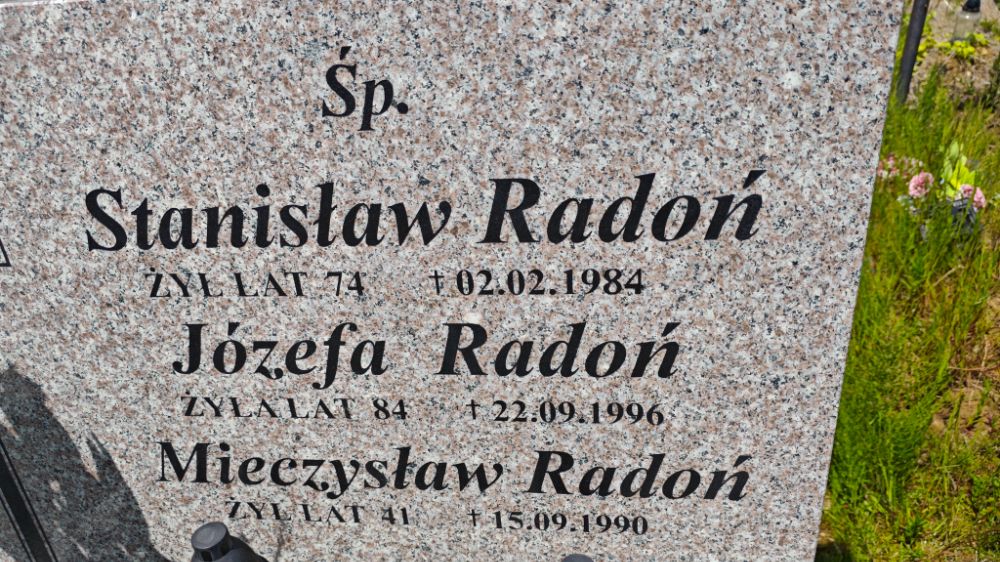 Śp.
Stanisław Radoń
ŻYŁ LAT 74 † 02.02.1984
Józefa Radoń
ŻYŁA LAT 84 † 22.09.1996
Mieczysław Radoń
ŻYŁ LAT 41 † 15.09.1990